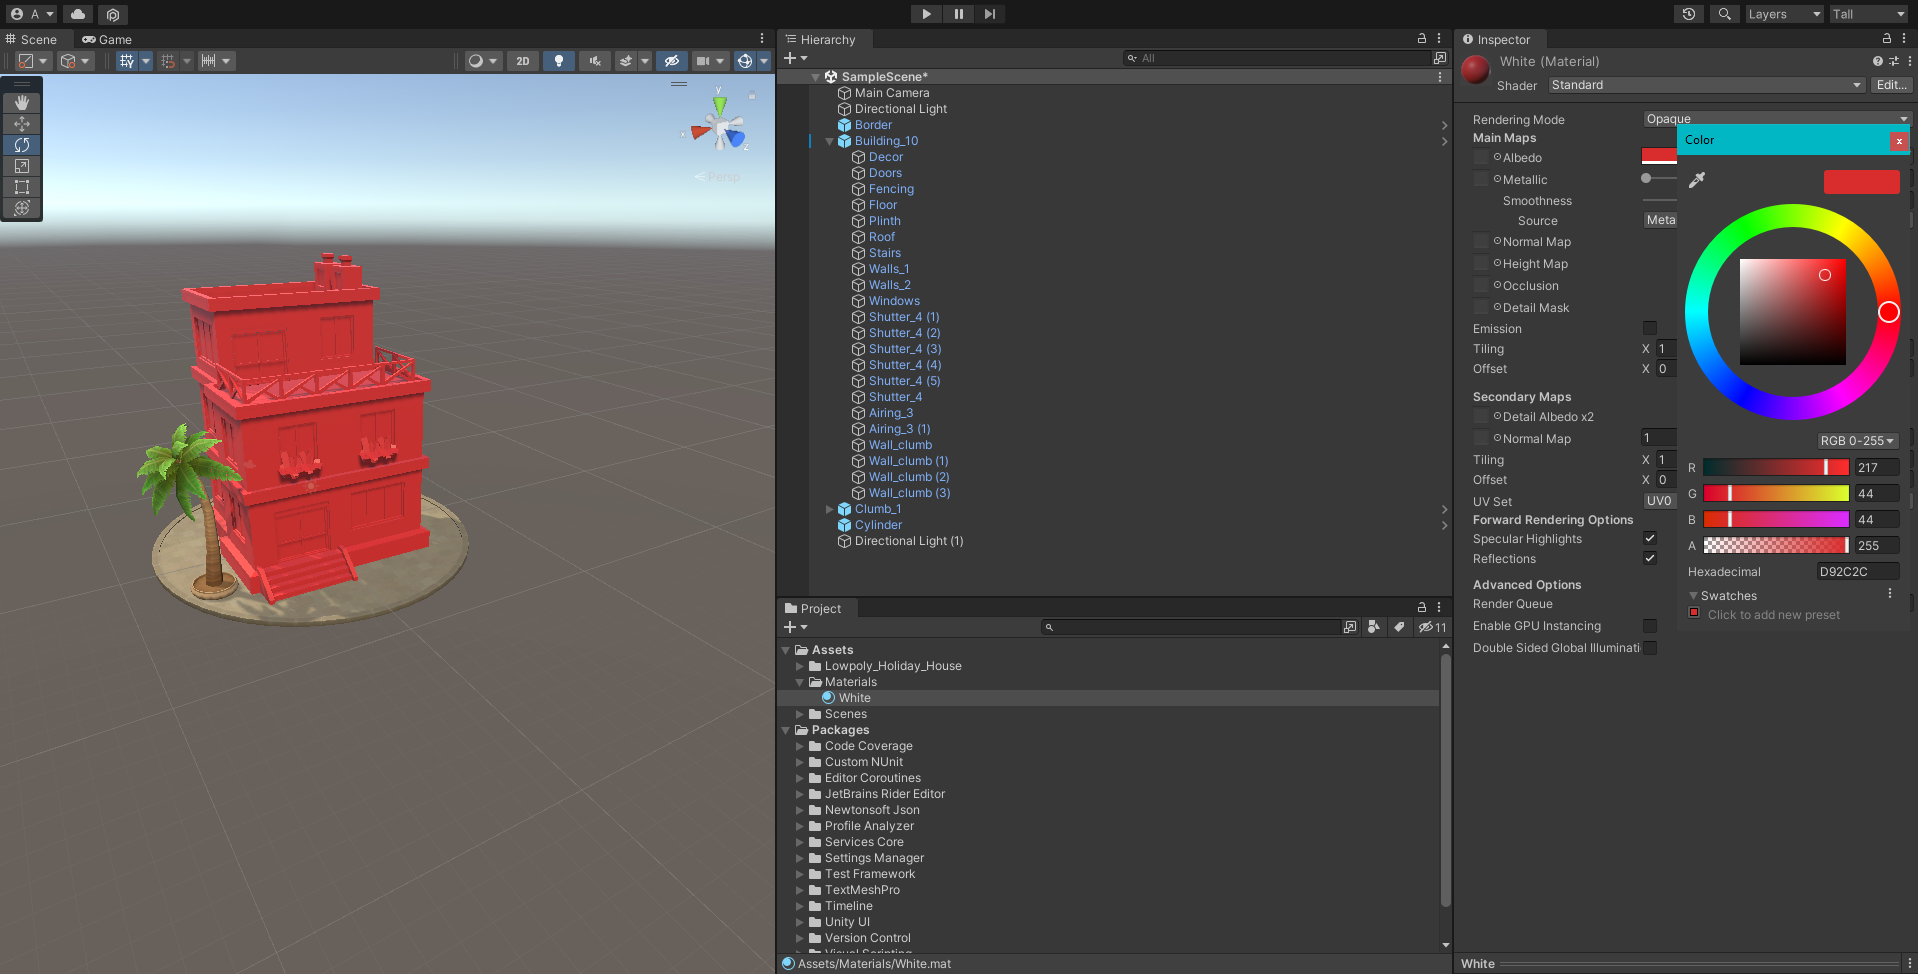 A
Layers
Tall
Scene
Game
2D
y
x
z
Persp
Hierarchy
All
SampleScene*
Main Camera
Directional Light
Border
Building_10
Decor
Doors
Fencing
Floor
Plinth
Roof
Stairs
Walls_1
Walls_2
Windows
Shutter_4 (1)
Shutter_4 (2)
Shutter_4 (3)
Shutter_4 (4)
Shutter_4 (5)
Shutter_4
Airing_3
Airing_3 (1)
Wall_clumb
Wall_clumb (1)
Wall_clumb (2)
Wall_clumb (3)
Clumb_1
Cylinder
Directional Light (1)
Project
11
Assets
Lowpoly_Holiday_House
Materials
White
Scenes
Packages
Code Coverage
Custom NUnit
Editor Coroutines
JetBrains Rider Editor
Newtonsoft Json
Profile Analyzer
Services Core
Settings Manager
Test Framework
TextMeshPro
Timeline
Unity UI
Version Control
Assets/Materials/White.mat
Inspector
White (Material)
Shader Standard Edit...
Rendering Mode Opaque
Main Maps
Albedo
Metallic
Smoothness
Source Meta
Normal Map
Height Map
Occlusion
Detail Mask
Emission
Tiling X 1
Offset X 0
Secondary Maps
Detail Albedo x2
Normal Map 1
Tiling X 1
Offset X 0
UV Set UV0
Forward Rendering Options
Specular Highlights
Reflections
Advanced Options
Render Queue
Enable GPU Instancing
Double Sided Global Illuminati
Color
x
RGB 0-255
R 217
G 44
B 44
A 255
Hexadecimal D92C2C
Swatches
Click to add new preset
White